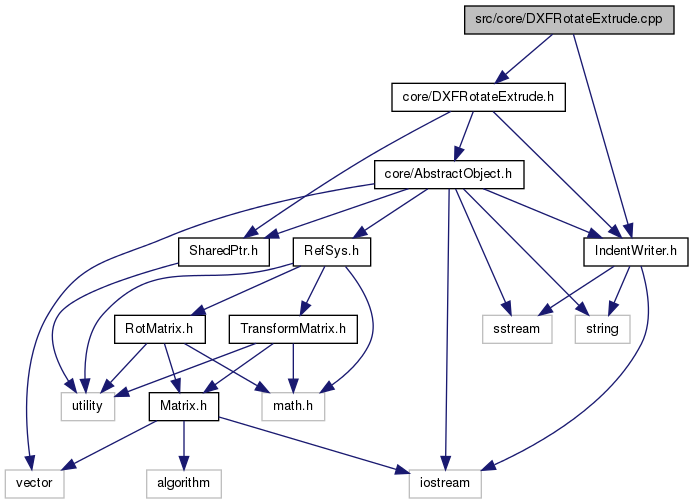 src/core/DXFRotateExtrude.cpp
core/DXFRotateExtrude.h
core/AbstractObject.h
SharedPtr.h
RefSys.h
IndentWriter.h
RotMatrix.h
TransformMatrix.h
sstream
string
utility
Matrix.h
math.h
vector
algorithm
iostream